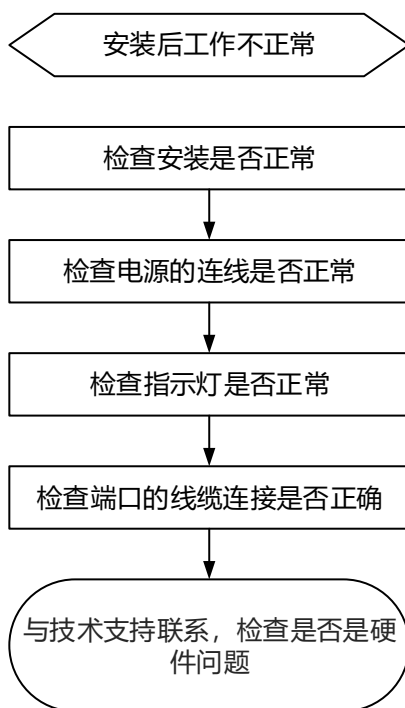 安装后工作不正常
检查安装是否正常
检查电源的连线是否正常
检查指示灯是否正常
检查端口的线缆连接是否正确
与技术支持联系，检查是否是硬
件问题